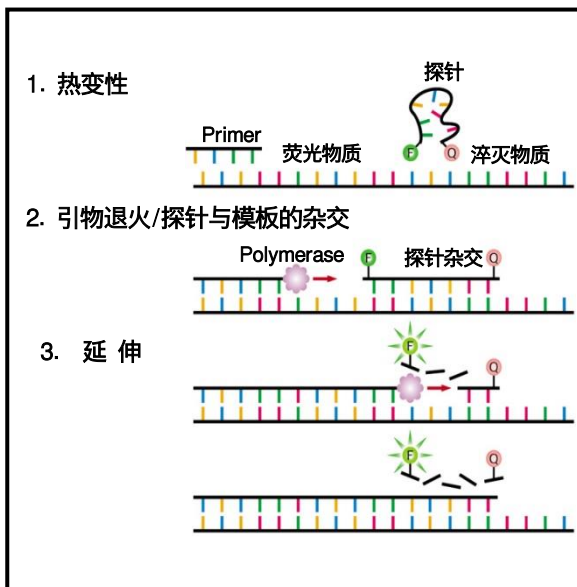 1. 热变性
探针
Primer
荧光物质
F
Q
淬灭物质
2. 引物退火/探针与模板的杂交
Polymerase
F
探针杂交
Q
3. 延 伸
F
Q
F
Q